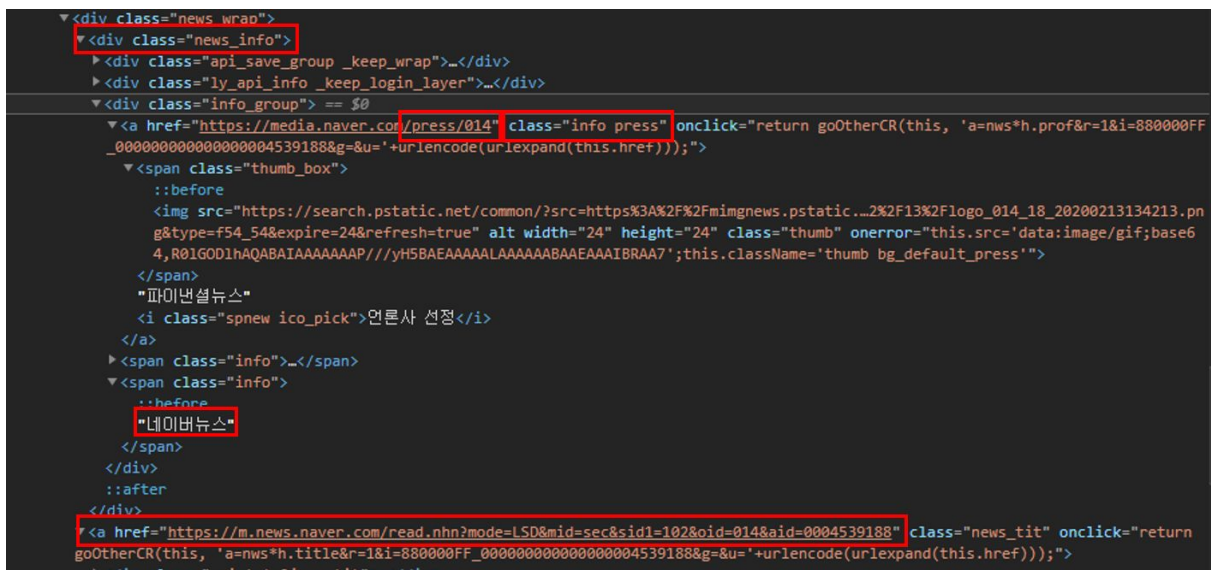 ▼<div class="news_wrap">
▼<div class="news_info">
▶<div class="api_save_group _keep_wrap">…</div>
▶<div class="ly_api_info _keep_login_layer">…</div>
▼<div class="info_group"> == $0
▼<a href="https://media.naver.com/press/014" class="info press" onclick="return goOtherCR(this, 'a=nws*h.prof&r=1&i=880000FF
_000000000000000004539188&g=&u='+urlencode(urlexpand(this.href)));">
▼<span class="thumb_box">
::before
<img src="https://search.pstatic.net/common/?src=https%3A%2F%2Fmimgnews.pstatic.…2%2F13%2Flogo_014_18_20200213134213.pn
g&type=f54_54&expire=24&refresh=true" alt width="24" height="24" class="thumb" onerror="this.src='data:image/gif;base6
4,R0lGODlhAQABAIAAAAAAAP///yH5BAEAAAAALAAAAAABAAEAAAIBRAA7';this.className='thumb bg_default_press'">
</span>
"파이낸셜뉴스"
<i class="spnew ico_pick">언론사 선정</i>
</a>
▶<span class="info">…</span>
▼<span class="info">
::before
"네이버뉴스"
</span>
</div>
::after
</div>
▼<a href="https://m.news.naver.com/read.nhn?mode=LSD&mid=sec&sid1=102&oid=014&aid=0004539188" class="news_tit" onclick="return
goOtherCR(this, 'a=nws*h.title&r=1&i=880000FF_000000000000000004539188&g=&u='+urlencode(urlexpand(this.href)));">